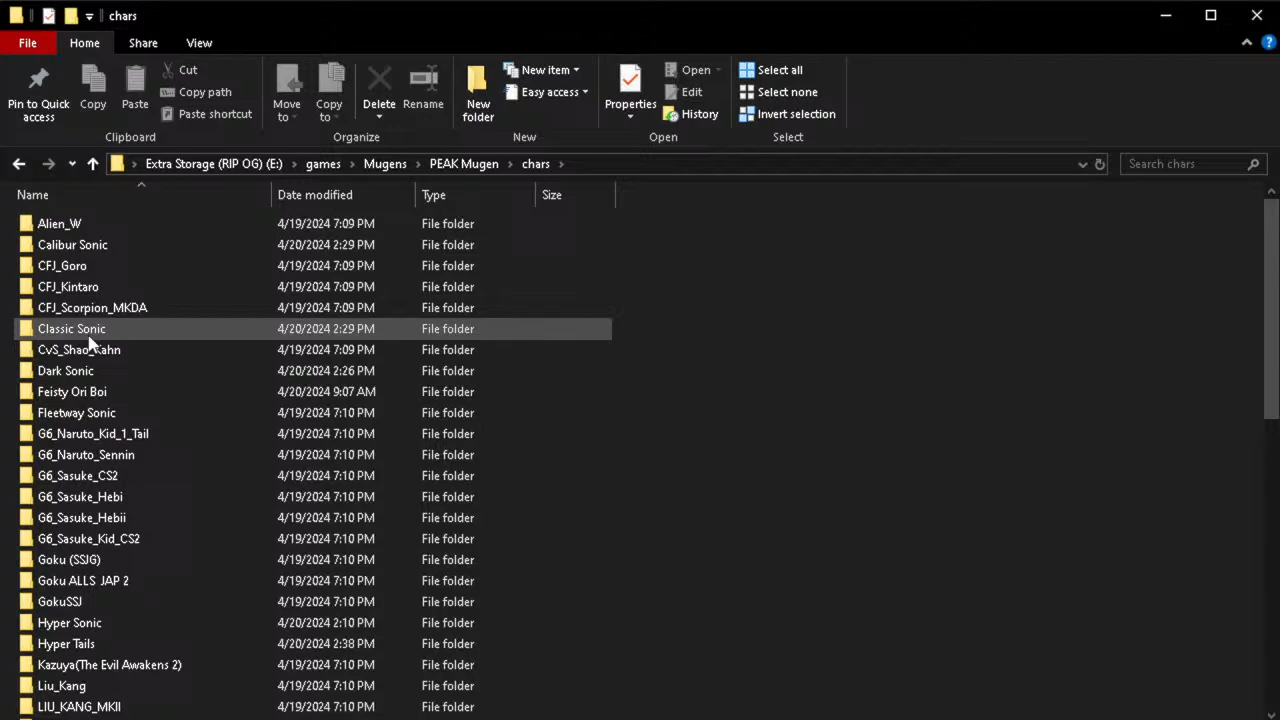 chars
File Home Share View
Pin to Quick access
Copy
Paste
Cut
Copy path
Paste shortcut
Clipboard
Move to
Copy to
Delete
Rename
Organize
New folder
New item
Easy access
New
Properties
Open
Edit
History
Open
Select all
Select none
Invert selection
Select
Extra Storage (RIP OG) (E:) games Mugens PEAK Mugen chars
Search chars
Name Date modified Type Size
Alien_W 4/19/2024 7:09 PM File folder
Calibur Sonic 4/20/2024 2:29 PM File folder
CFJ_Goro 4/19/2024 7:09 PM File folder
CFJ_Kintaro 4/19/2024 7:09 PM File folder
CFJ_Scorpion_MKDA 4/19/2024 7:09 PM File folder
Classic Sonic 4/20/2024 2:29 PM File folder
CvS_Shao_Kahn 4/19/2024 7:09 PM File folder
Dark Sonic 4/20/2024 2:26 PM File folder
Feisty Ori Boi 4/20/2024 9:07 AM File folder
Fleetway Sonic 4/19/2024 7:10 PM File folder
G6_Naruto_Kid_1_Tail 4/19/2024 7:10 PM File folder
G6_Naruto_Sennin 4/19/2024 7:10 PM File folder
G6_Sasuke_CS2 4/19/2024 7:10 PM File folder
G6_Sasuke_Hebi 4/19/2024 7:10 PM File folder
G6_Sasuke_Hebii 4/19/2024 7:10 PM File folder
G6_Sasuke_Kid_CS2 4/19/2024 7:10 PM File folder
Goku (SSJG) 4/19/2024 7:10 PM File folder
Goku ALLS JAP 2 4/19/2024 7:10 PM File folder
GokuSSJ 4/19/2024 7:10 PM File folder
Hyper Sonic 4/20/2024 2:10 PM File folder
Hyper Tails 4/20/2024 2:38 PM File folder
Kazuya(The Evil Awakens 2) 4/19/2024 7:10 PM File folder
Liu_Kang 4/19/2024 7:10 PM File folder
LIU_KANG_MKII 4/19/2024 7:10 PM File folder